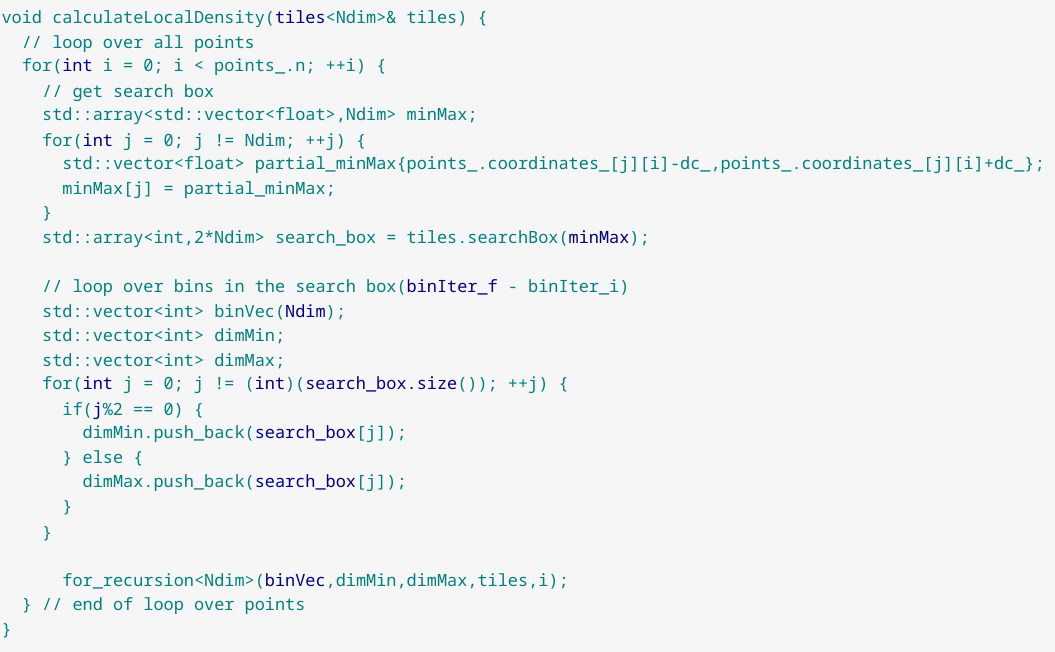 void calculateLocalDensity(tiles<Ndim>& tiles) {
  // loop over all points
  for(int i = 0; i < points_.n; ++i) {
    // get search box
    std::array<std::vector<float>,Ndim> minMax;
    for(int j = 0; j != Ndim; ++j) {
      std::vector<float> partial_minMax{points_.coordinates_[j][i]-dc_,points_.coordinates_[j][i]+dc_};
      minMax[j] = partial_minMax;
    }
    std::array<int,2*Ndim> search_box = tiles.searchBox(minMax);

    // loop over bins in the search box(binIter_f - binIter_i)
    std::vector<int> binVec(Ndim);
    std::vector<int> dimMin;
    std::vector<int> dimMax;
    for(int j = 0; j != (int)(search_box.size()); ++j) {
      if(j%2 == 0) {
        dimMin.push_back(search_box[j]);
      } else {
        dimMax.push_back(search_box[j]);
      }
    }

      for_recursion<Ndim>(binVec,dimMin,dimMax,tiles,i);
  } // end of loop over points
}